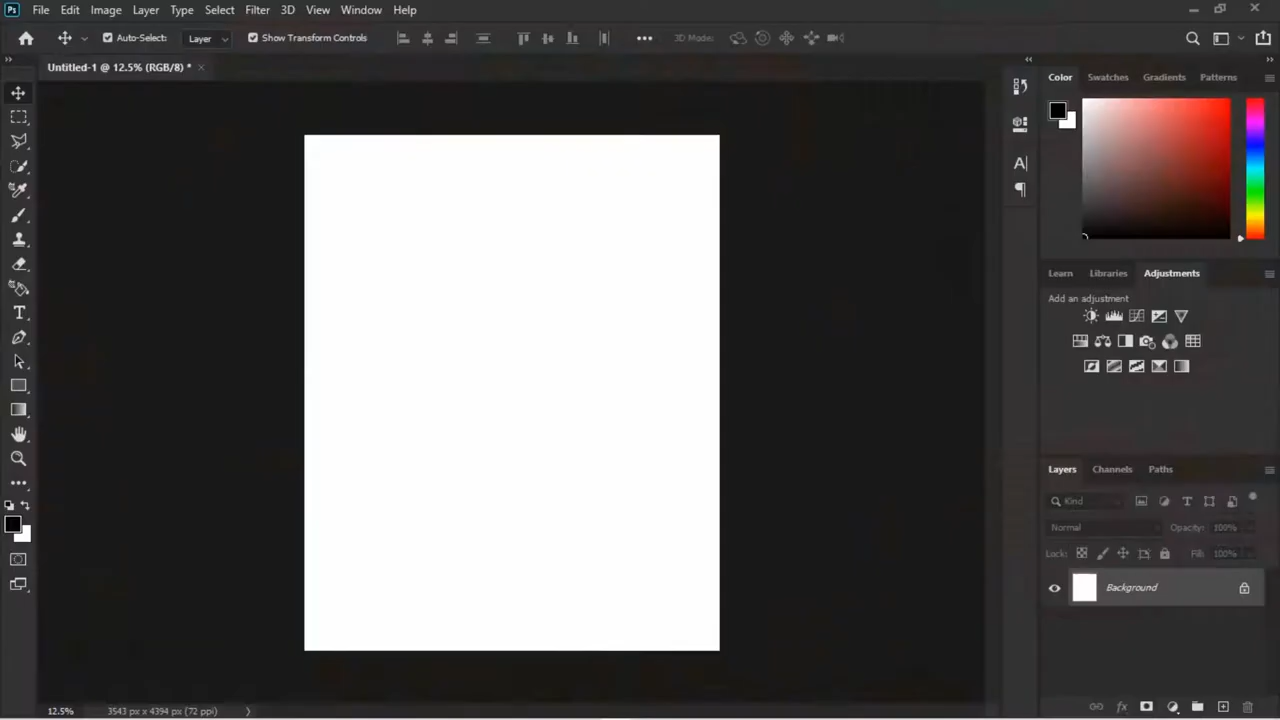 Ps File Edit Image Layer Type Select Filter 3D View Window Help
Auto-Select: Layer Show Transform Controls 3D Mode:
Untitled-1 @ 12.5% (RGB/8) *
Color Swatches Gradients Patterns
Learn Libraries Adjustments
Add an adjustment
Layers Channels Paths
Kind
Normal Opacity: 100%
Lock: Fill: 100%
Background
12.5% 3543 px x 4394 px (72 ppi)